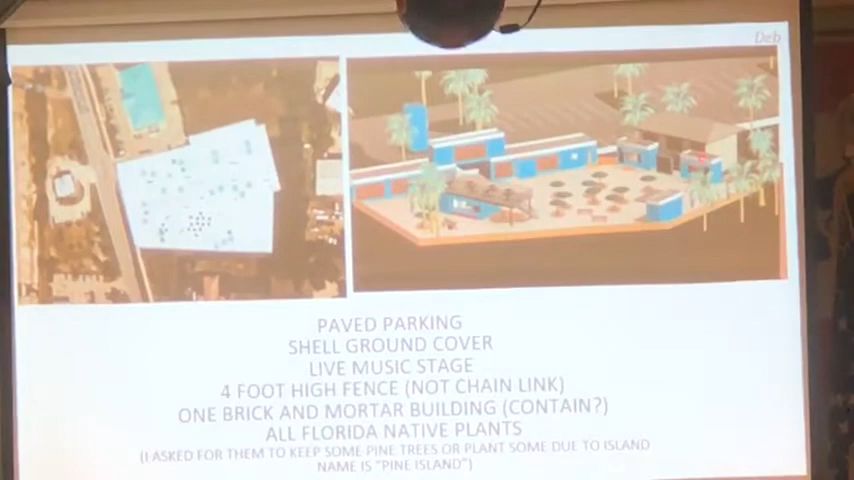 Deb
PAVED PARKING
SHELL GROUND COVER
LIVE MUSIC STAGE
4 FOOT HIGH FENCE (NOT CHAIN LINK)
ONE BRICK AND MORTAR BUILDING (CONTAIN?)
ALL FLORIDA NATIVE PLANTS
(I ASKED FOR THEM TO KEEP SOME PINE TREES OR PLANT SOME DUE TO ISLAND
NAME IS "PINE ISLAND")